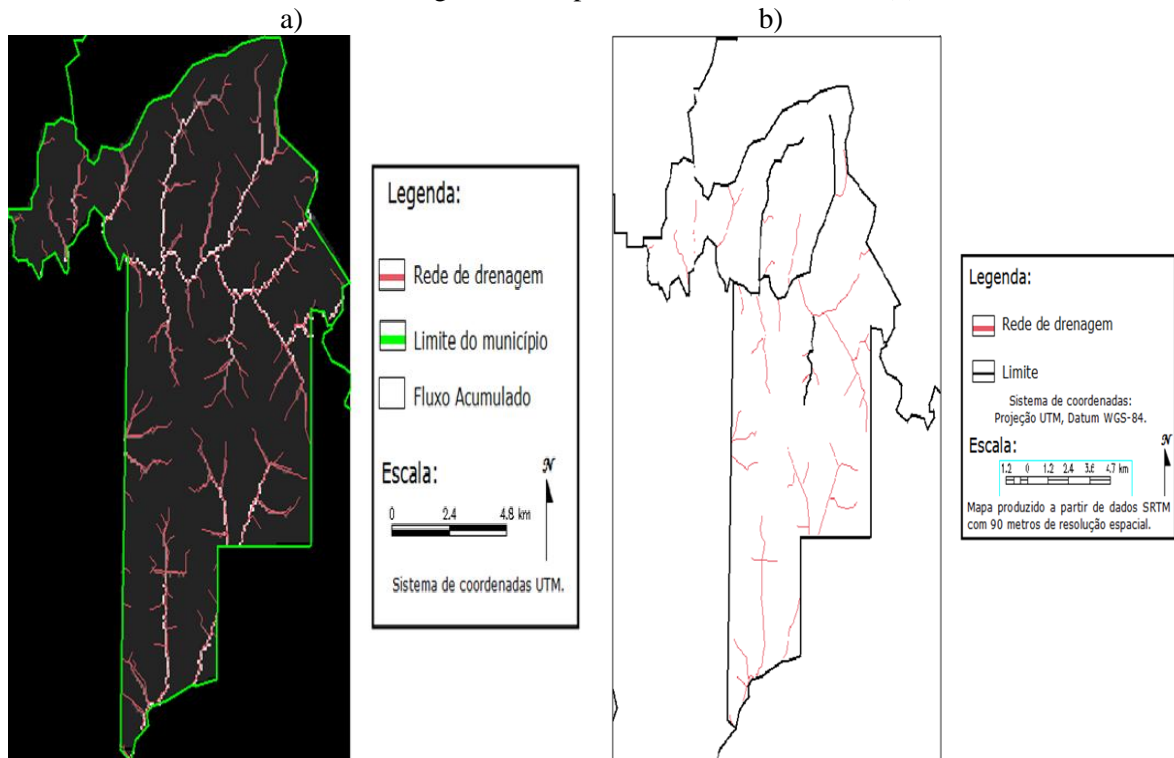 a)
b)
Legenda:
Rede de drenagem
Limite do município
Fluxo Acumulado
Escala:
N
0 2.4 4.8 km
Sistema de coordenadas UTM.
Legenda:
Rede de drenagem
Limite
Sistema de coordenadas:
Projeção UTM, Datum WGS-84.
Escala:
N
1.2 0 1.2 2.4 3.6 4.7 km
Mapa produzido a partir de dados SRTM
com 90 metros de resolução espacial.